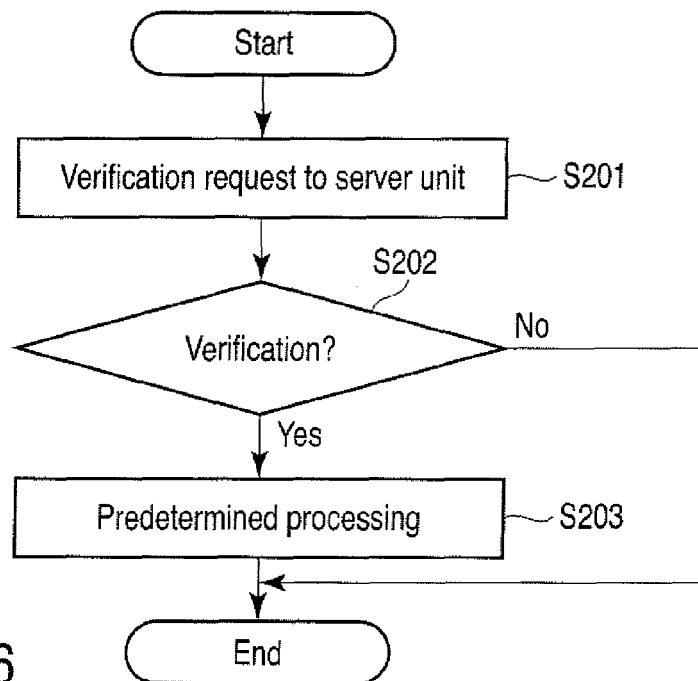 Start
Verification request to server unit
S201
S202
Verification?
No
Yes
Predetermined processing
S203
End
6